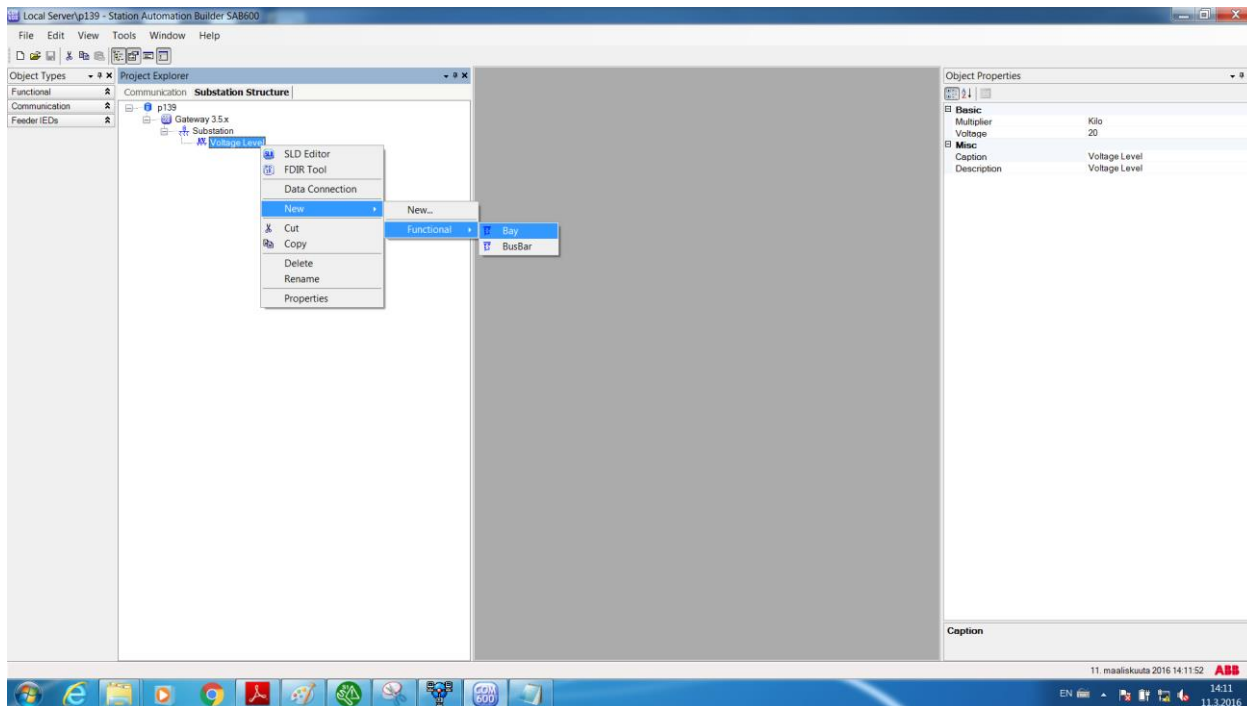 Local Server\p139 - Station Automation Builder SAB600
File Edit View Tools Window Help
Object Types
Functional
Communication
Feeder IEDs
Project Explorer
Communication Substation Structure
p139
Gateway 3.5.x
Substation
Voltage Level
SLD Editor
FDIR Tool
Data Connection
New
Cut
Copy
Delete
Rename
Properties
New...
Functional
Bay
BusBar
Object Properties
Basic
Multiplier Kilo
Voltage 20
Misc
Caption Voltage Level
Description Voltage Level
Caption
11. maaliskuuta 2016 14:11:52 ABB
COM
600
EN
14:11
11.3.2016